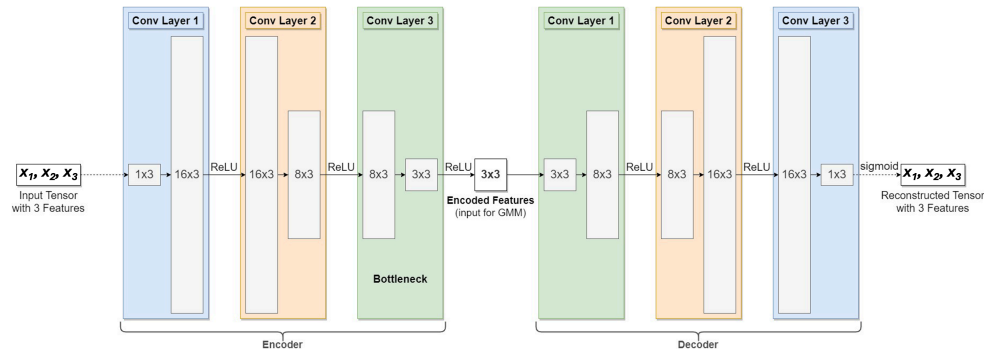 Conv Layer 1
Conv Layer 2
Conv Layer 3
Conv Layer 1
Conv Layer 2
Conv Layer 3
x1, x2, x3
1x3
16x3
ReLU
16x3
8x3
ReLU
8x3
3x3
ReLU
3x3
3x3
8x3
ReLU
8x3
16x3
ReLU
16x3
1x3
sigmoid
x1, x2, x3
Input Tensor
with 3 Features
Encoded Features
(input for GMM)
Reconstructed Tensor
with 3 Features
Bottleneck
Encoder
Decoder